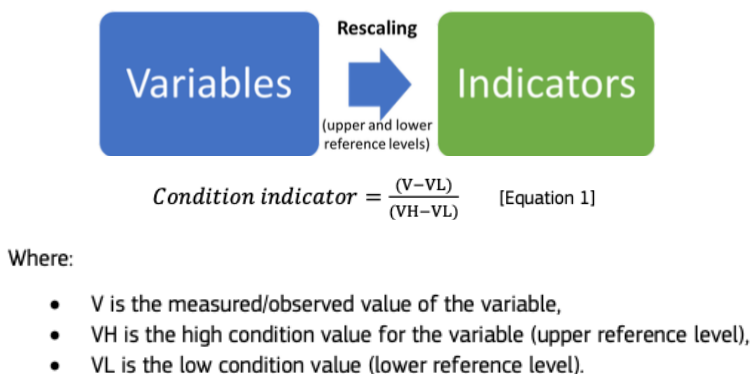 Rescaling
Variables
Indicators
(upper and lower
reference levels)
Condition indicator = (V−VL) / (VH−VL) [Equation 1]
Where:
• V is the measured/observed value of the variable,
• VH is the high condition value for the variable (upper reference level),
• VL is the low condition value (lower reference level).